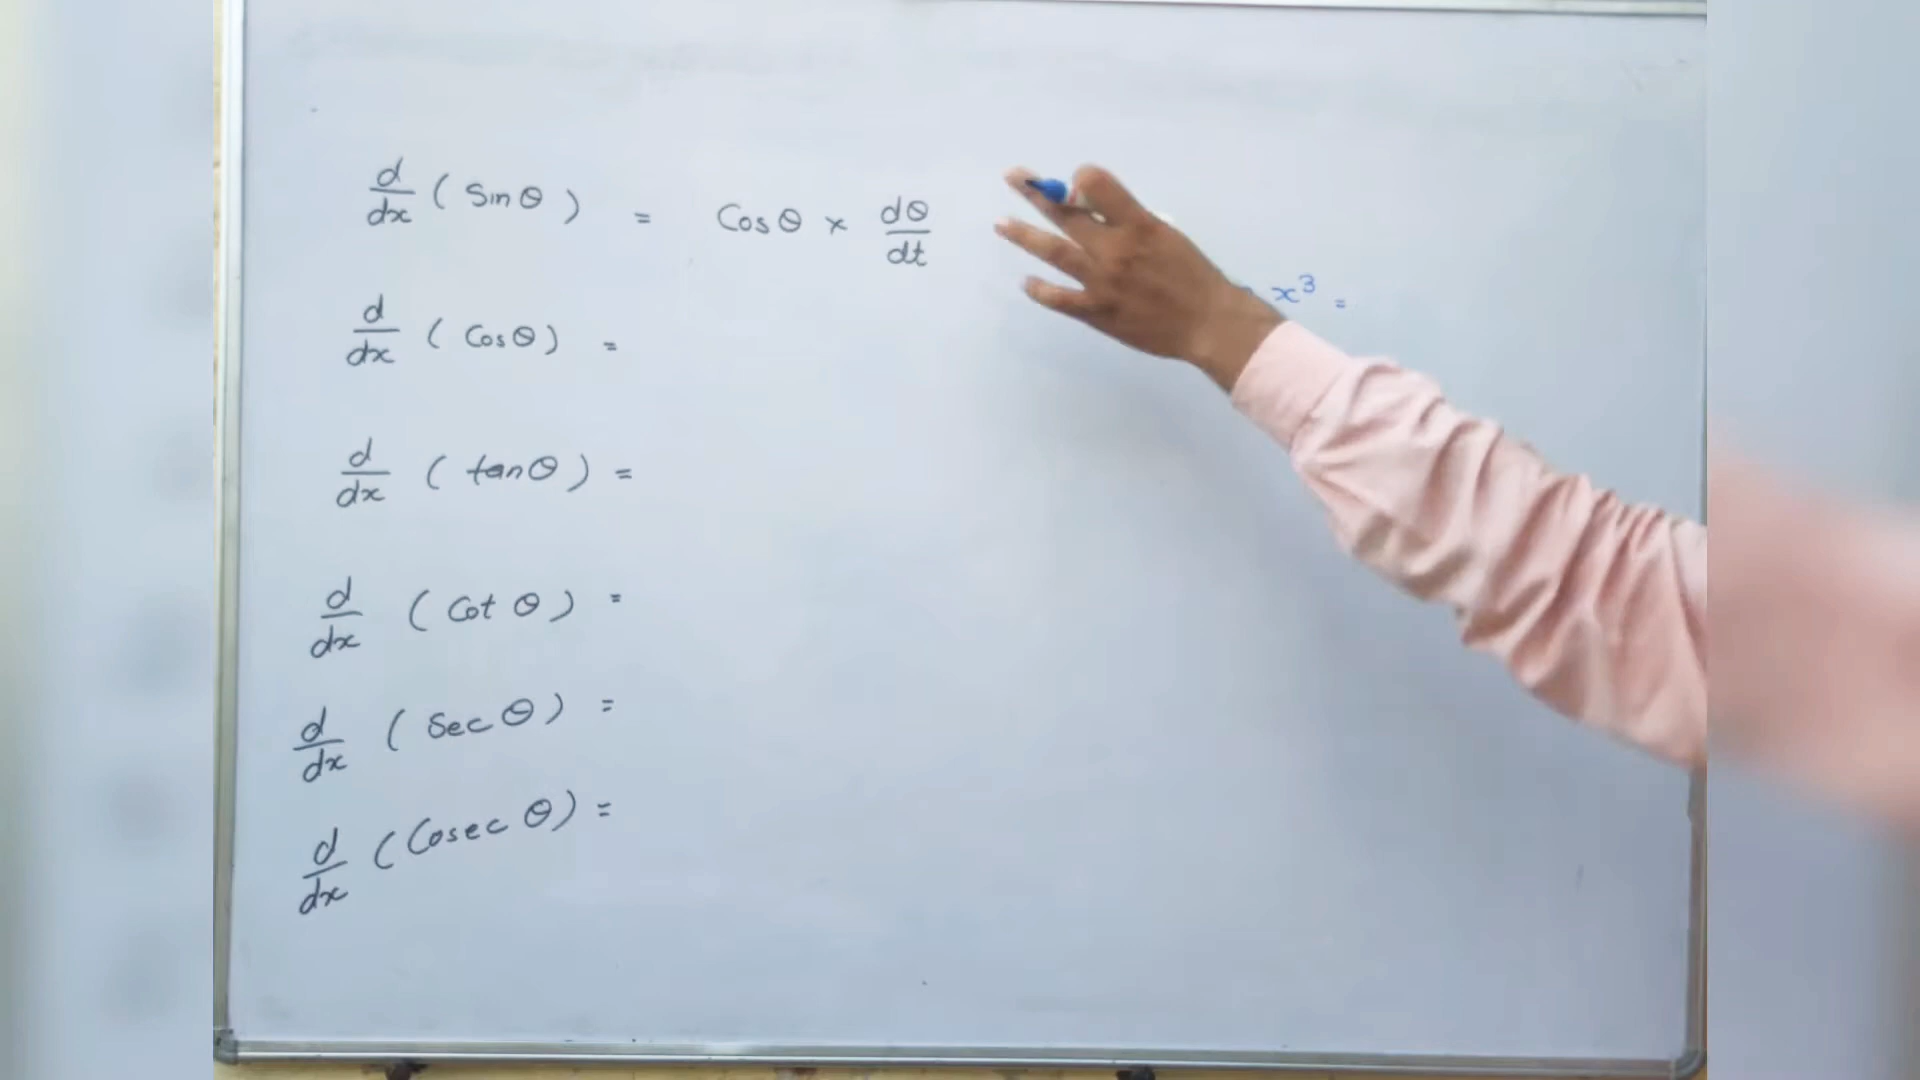 d/dx ( Sin θ ) = Cos θ × dθ/dt
x³ =
d/dx ( Cos θ ) =
d/dx ( tan θ ) =
d/dx ( Cot θ ) =
d/dx ( Sec θ ) =
d/dx ( Cosec θ ) =